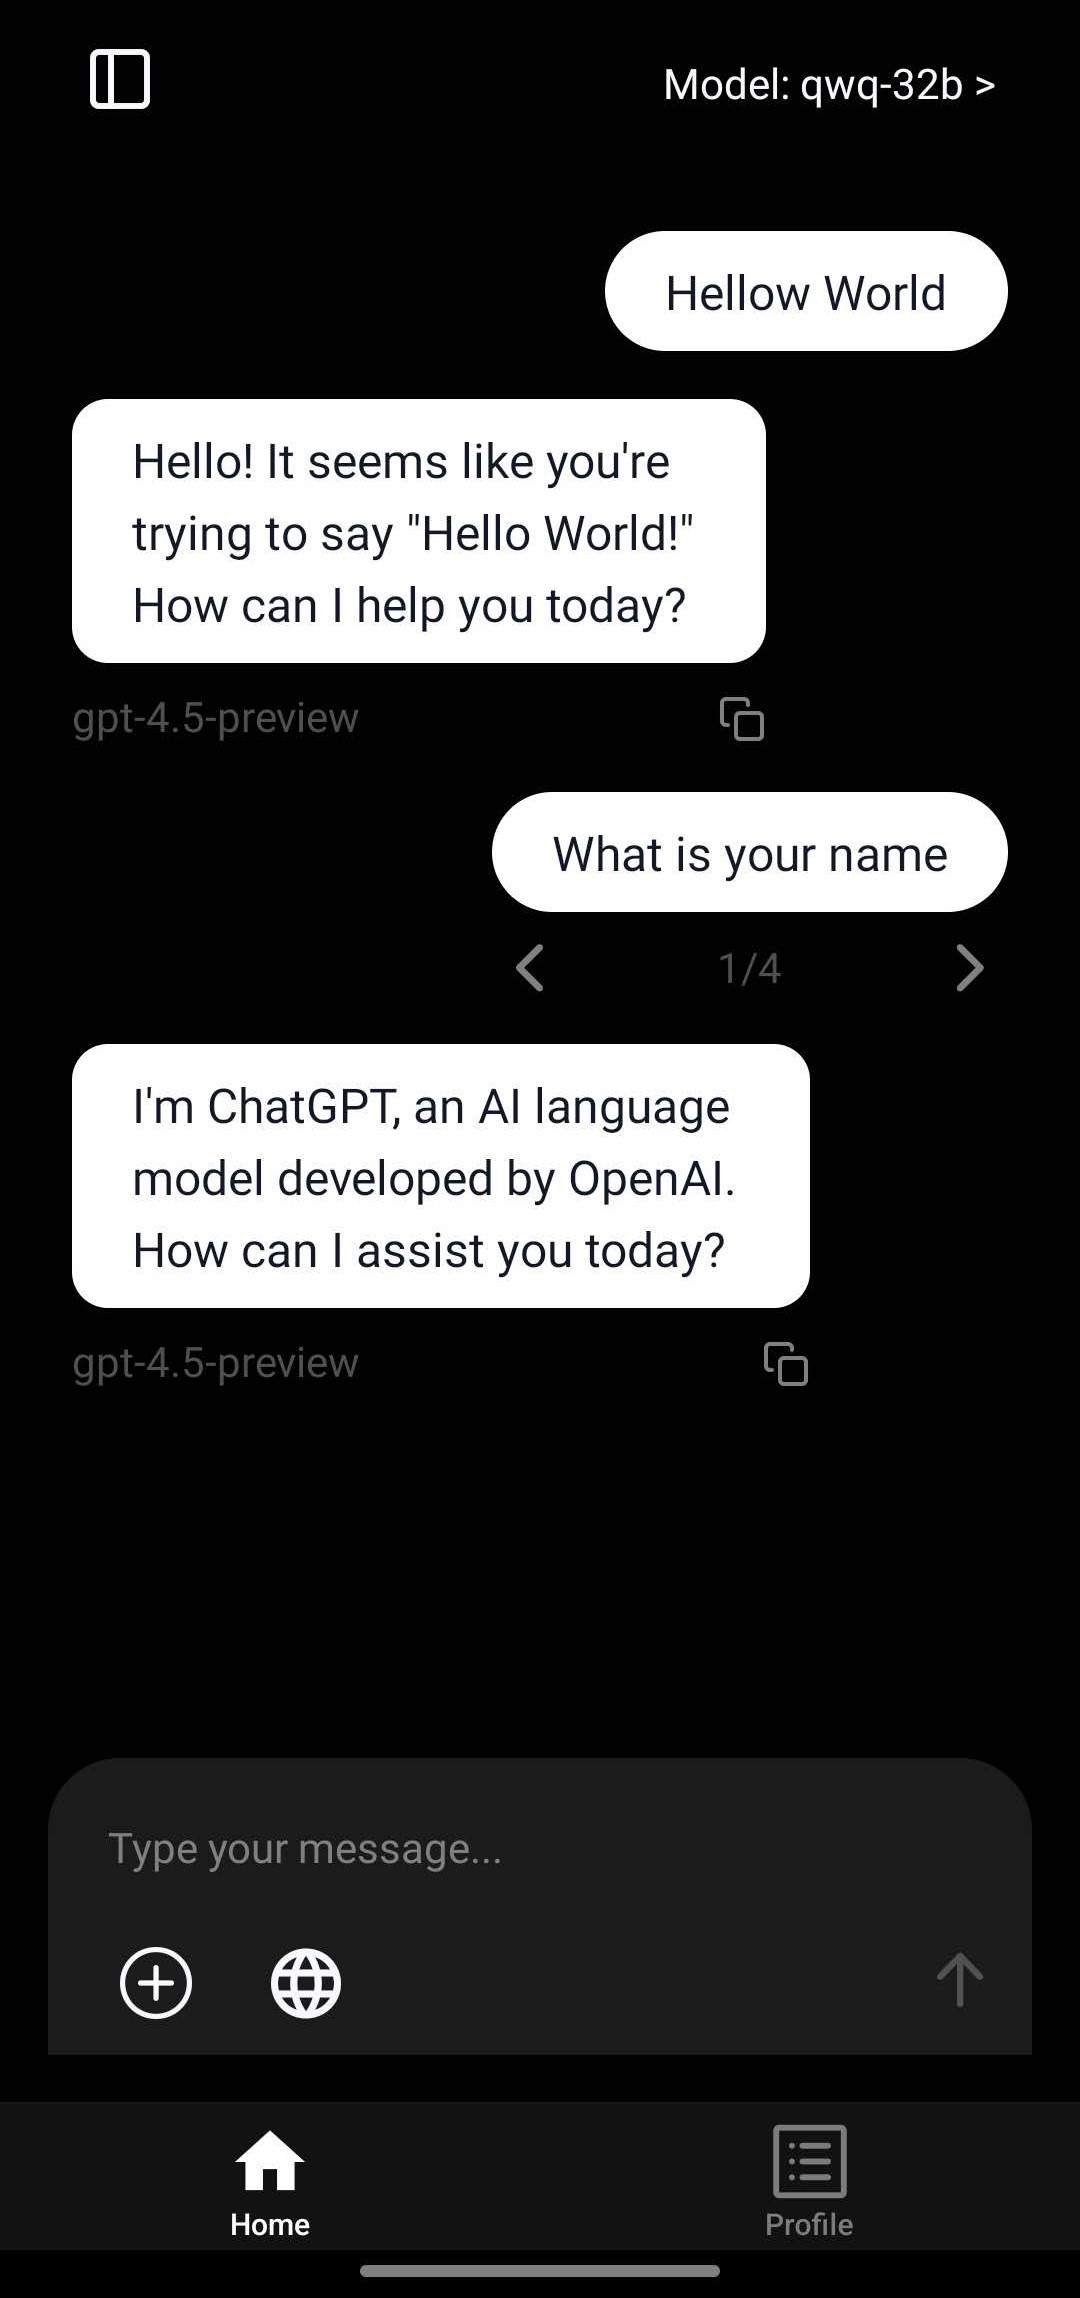 Model: qwq-32b >
Hellow World
Hello! It seems like you're
trying to say "Hello World!"
How can I help you today?
gpt-4.5-preview
What is your name
1/4
I'm ChatGPT, an AI language
model developed by OpenAI.
How can I assist you today?
gpt-4.5-preview
Type your message...
Home
Profile